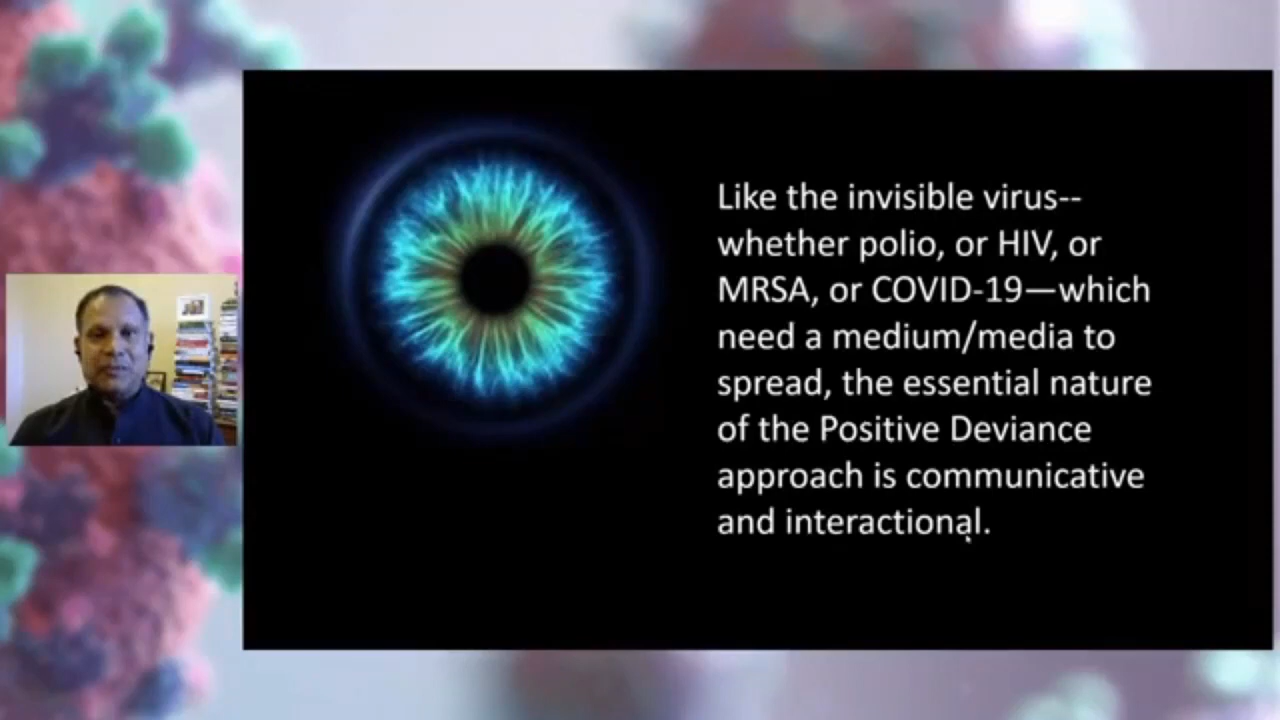 Like the invisible virus--
whether polio, or HIV, or
MRSA, or COVID-19—which
need a medium/media to
spread, the essential nature
of the Positive Deviance
approach is communicative
and interactional.